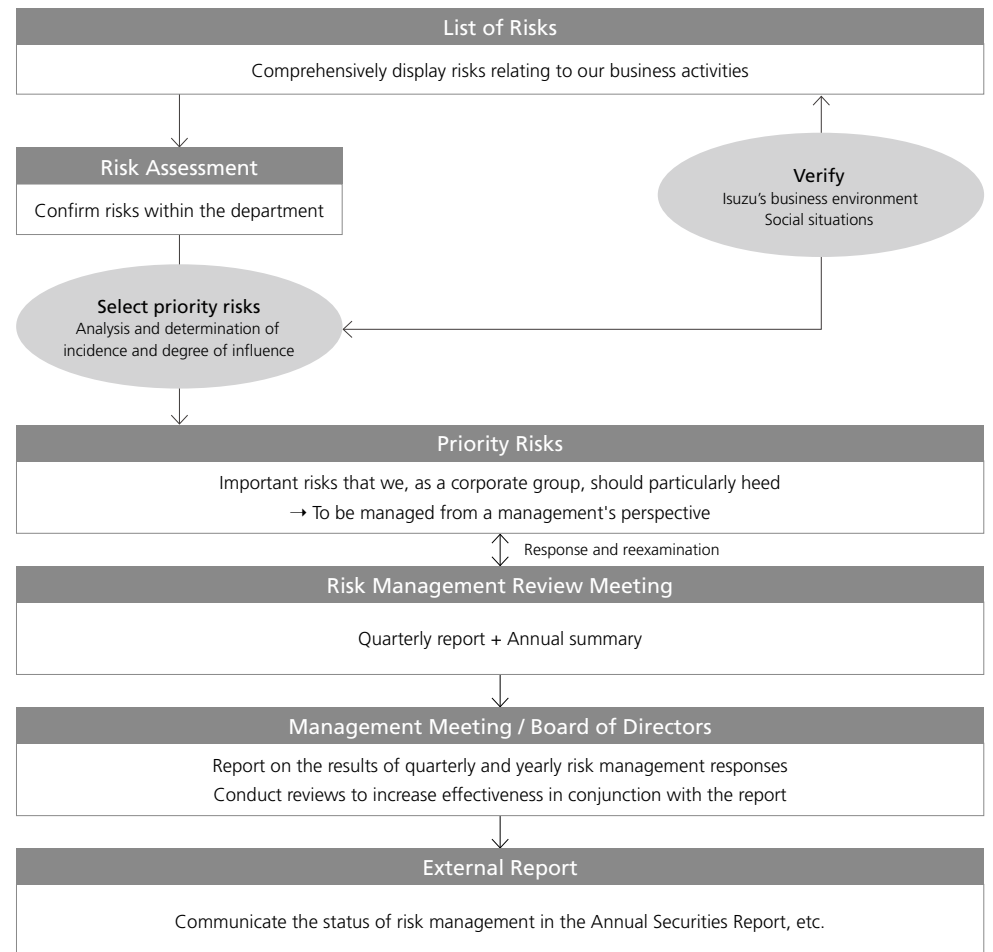 List of Risks
Comprehensively display risks relating to our business activities
Risk Assessment
Confirm risks within the department
Verify
Isuzu's business environment
Social situations
Select priority risks
Analysis and determination of
incidence and degree of influence
Priority Risks
Important risks that we, as a corporate group, should particularly heed
→ To be managed from a management's perspective
Response and reexamination
Risk Management Review Meeting
Quarterly report + Annual summary
Management Meeting / Board of Directors
Report on the results of quarterly and yearly risk management responses
Conduct reviews to increase effectiveness in conjunction with the report
External Report
Communicate the status of risk management in the Annual Securities Report, etc.